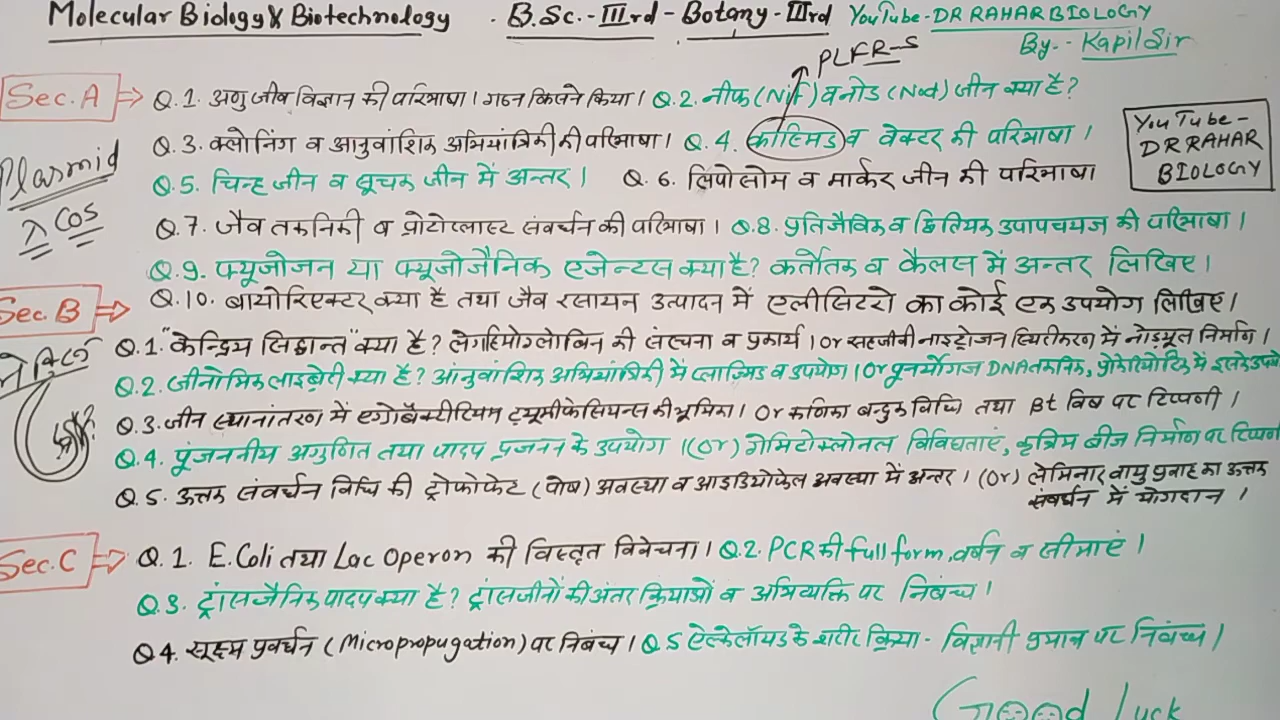 Molecular Biology & Biotechnology . B.Sc.-IIIrd-Botany-IIIrd YouTube-DR RAHAR BIOLOGY
By-. Kapil Sir
PLFR-S
Sec. A ⇒ Q.1. अणु जीव विज्ञान की परिभाषा। गठन किसने किया। Q.2. नीफ (Nif) व नोड (Nod) जीन क्या है?
Q.3. क्लोनिंग व आनुवांशिक अभियांत्रिकी की परिभाषा। Q.4. कॉस्मिड व वेक्टर की परिभाषा।
YouTube-
DR RAHAR
BIOLOGY
Plasmid
Q.5. चिन्ह जीन व सूचक जीन में अन्तर। Q.6. लिपोसोम व मार्कर जीन की परिभाषा
λ cos
Q.7. जैव तकनिकी व प्रोटोप्लास्ट संवर्धन की परिभाषा। Q.8. प्रतिजैविक व द्वितियक उपापचयज की परिभाषा।
Q.9. फ्यूजोजन या फ्यूजोजैनिक एजेन्टस क्या है? कर्तोतक व कैलस में अन्तर लिखिए।
Q.10. बायोरिएक्टर क्या है तथा जैव रसायन उत्पादन में एलीसिटरो का कोई एक उपयोग लिखिए।
Sec. B ⇒
Q.1. "केन्द्रिय सिद्धान्त" क्या है? लेगहिमोग्लोबिन की संरचना व प्रकार्य। Or सहजीवी नाइट्रोजन स्थितीकरण में नोड्यूल निर्माण।
Q.2. जीनोमिक लाइब्रेरी क्या है? आनुवांशिक अभियांत्रिकी में प्लाज्मिड व उपयोग। Or पूनर्योगज DNA तकनिक, प्रोकेरियोटिक में इसके उपयो
Q.3. जीन स्थानांतरण में एग्रोबैक्टीरियम ट्यूमीफेसियन्स की भूमिका। Or कणिका बन्दूक विधि तथा Bt विष पर टिप्पणी।
Q.4. पूंजननीय अगुणित तथा पादप प्रजनन के उपयोग। (Or) गेमिटोक्लोनल विविधताएं, कृत्रिम बीज निर्माण पर टिप्पण
Q.5. ऊतक संवर्धन विधि की ट्रोफोफेट (पोष) अवस्था व आइडियोफेल अवस्था में अन्तर। (Or) लेमिनार वायु प्रवाह का ऊत्तक
संवर्धन में योगदान।
Sec. C ⇒ Q.1. E.Coli तथा Lac Operon की विस्तृत विवेचना। Q.2. PCR की full form, वर्धन व सीमाएं।
Q.3. ट्रांसजैनिक पादप क्या है? ट्रांसजीनों की अंतर क्रियाओं व अभिव्यक्ति पर निबंध।
Q4. सूक्ष्म प्रवर्धन (Micropropugation) पर निबंध। Q.5 ऐल्केलॉयड के शरीर क्रिया- विज्ञानी प्रभाव पर निबंध।
Good Luck